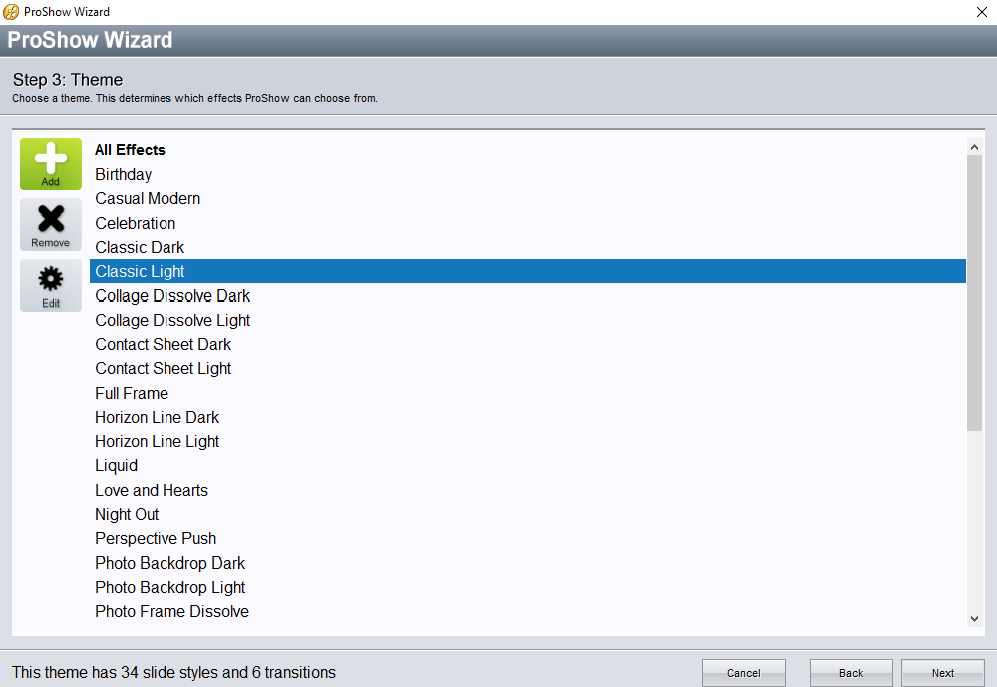 ProShow Wizard
ProShow Wizard
Step 3: Theme
Choose a theme. This determines which effects ProShow can choose from.
Add
Remove
Edit
All Effects
Birthday
Casual Modern
Celebration
Classic Dark
Classic Light
Collage Dissolve Dark
Collage Dissolve Light
Contact Sheet Dark
Contact Sheet Light
Full Frame
Horizon Line Dark
Horizon Line Light
Liquid
Love and Hearts
Night Out
Perspective Push
Photo Backdrop Dark
Photo Backdrop Light
Photo Frame Dissolve
This theme has 34 slide styles and 6 transitions
Cancel
Back
Next